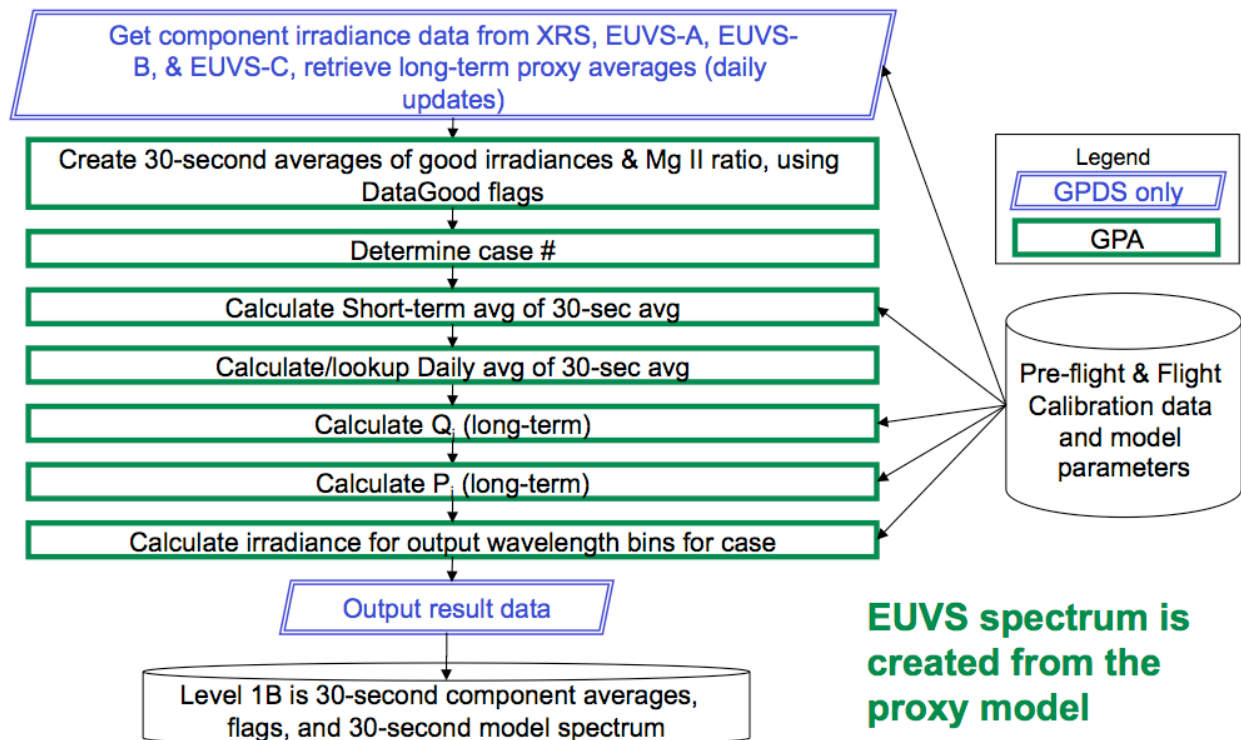 Get component irradiance data from XRS, EUVS-A, EUVS-
B, & EUVS-C, retrieve long-term proxy averages (daily
updates)
Create 30-second averages of good irradiances & Mg II ratio, using
DataGood flags
Determine case #
Calculate Short-term avg of 30-sec avg
Calculate/lookup Daily avg of 30-sec avg
Calculate Qi (long-term)
Calculate Pi (long-term)
Calculate irradiance for output wavelength bins for case
Output result data
Level 1B is 30-second component averages,
flags, and 30-second model spectrum
Legend
GPDS only
GPA
Pre-flight & Flight
Calibration data
and model
parameters
EUVS spectrum is
created from the
proxy model